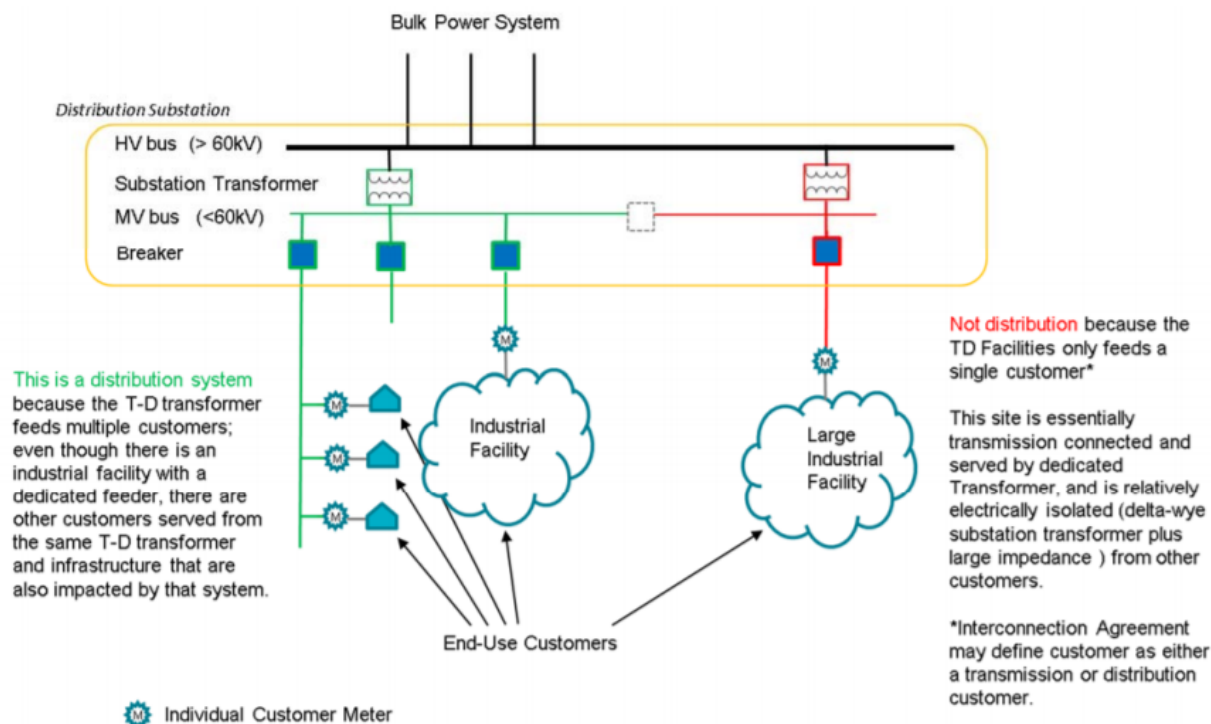 Bulk Power System
Distribution Substation
HV bus (> 60kV)
Substation Transformer
MV bus (<60kV)
Breaker
M
This is a distribution system
because the T-D transformer
feeds multiple customers;
even though there is an
industrial facility with a
dedicated feeder, there are
other customers served from
the same T-D transformer
and infrastructure that are
also impacted by that system.
M
M
M
Industrial
Facility
M
Large
Industrial
Facility
Not distribution because the
TD Facilities only feeds a
single customer*
This site is essentially
transmission connected and
served by dedicated
Transformer, and is relatively
electrically isolated (delta-wye
substation transformer plus
large impedance ) from other
customers.
*Interconnection Agreement
may define customer as either
a transmission or distribution
customer.
End-Use Customers
M Individual Customer Meter